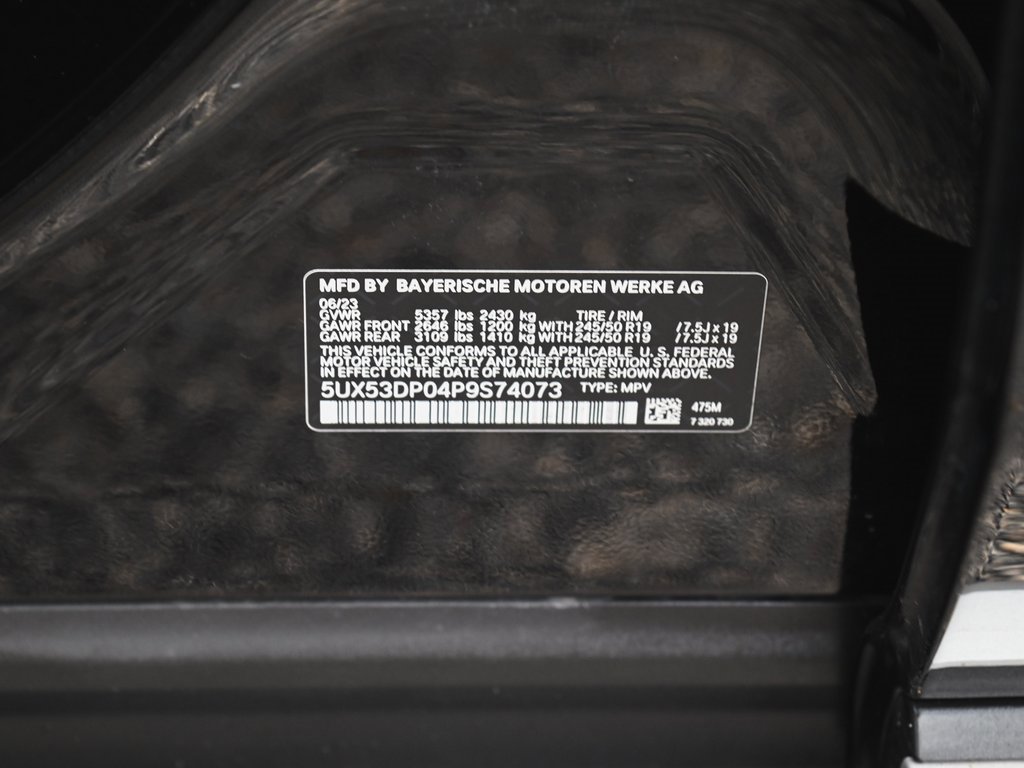 MFD BY BAYERISCHE MOTOREN WERKE AG
06/23
GVWR 5357 lbs 2430 kg TIRE / RIM
GAWR FRONT 2646 lbs 1200 kg WITH 245/50 R19 /7.5J x 19
GAWR REAR 3109 lbs 1410 kg WITH 245/50 R19 /7.5J x 19
THIS VEHICLE CONFORMS TO ALL APPLICABLE U. S. FEDERAL
MOTOR VEHICLE SAFETY AND THEFT PREVENTION STANDARDS
IN EFFECT ON THE DATE OF MANUFACTURE SHOWN ABOVE.
5UX53DP04P9S74073 TYPE: MPV
475M
7 320 730